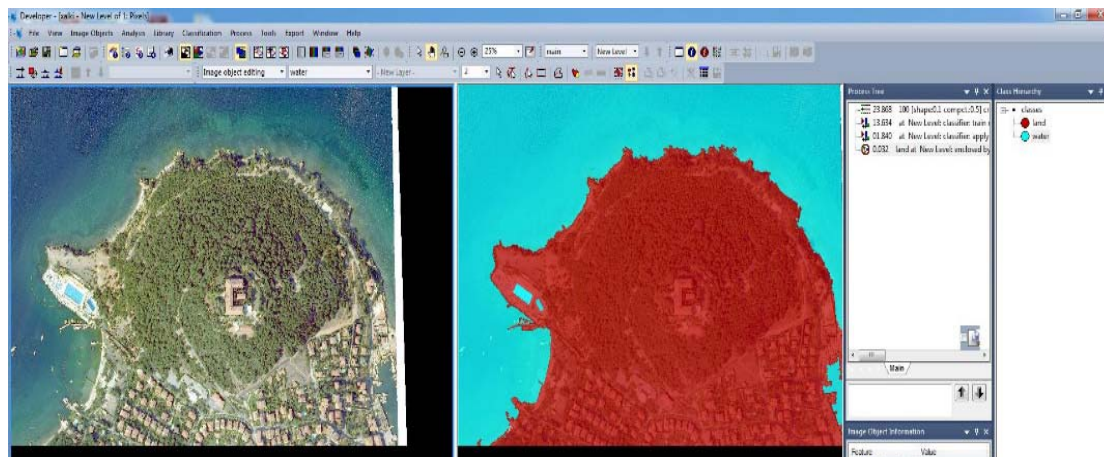 Developer - [xalki - New Level of 1: Pixels]
File View Image Objects Analysis Library Classification Process Tools Export Window Help
25% main New Level
Image object editing water - New Layer -
Process Tree
Class Hierarchy
23.868 100 [shape:0.1 compct.:0.5]
13.634 at New Level: classifier: train
01.840 at New Level: classifier: apply
0.032 land at New Level: enclosed by
classes
land
water
Main
Image Object Information
Feature Value